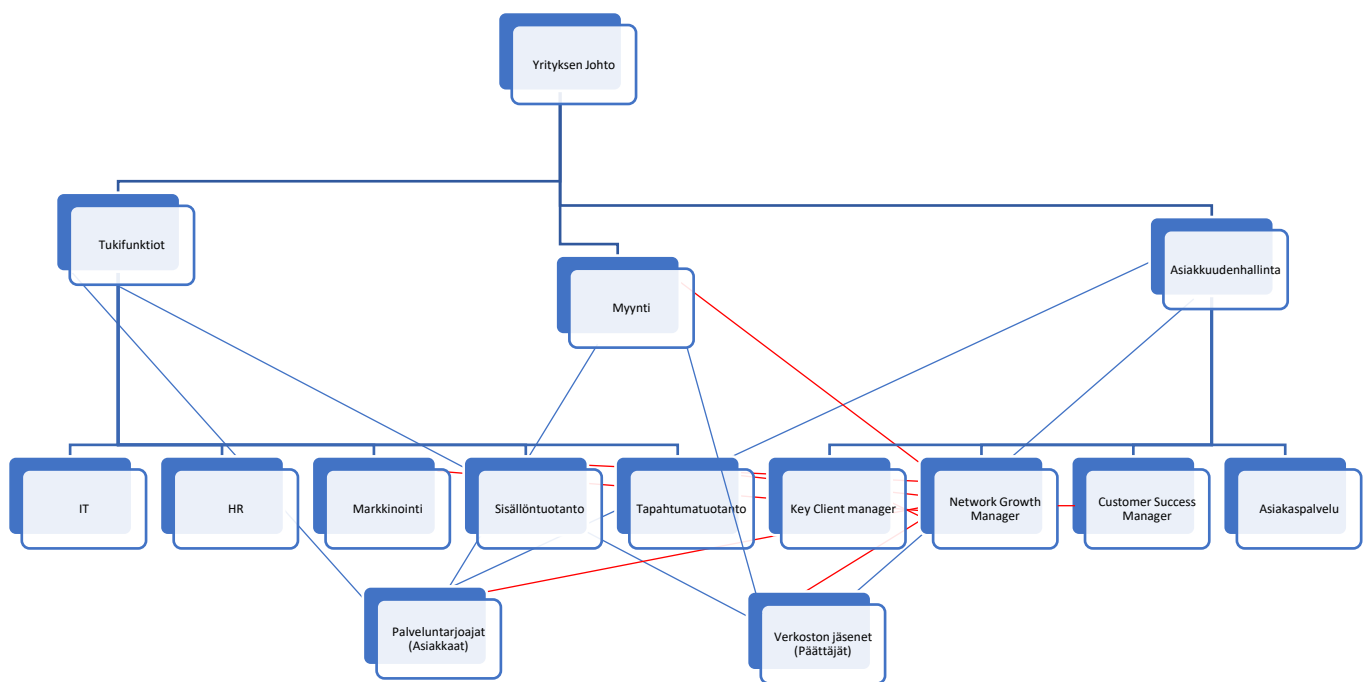 Yrityksen Johto
Tukifunktiot
Myynti
Asiakkuudenhallinta
IT
HR
Markkinointi
Sisällöntuotanto
Tapahtumatuotanto
Key Client manager
Network Growth
Manager
Customer Success
Manager
Asiakaspalvelu
Palveluntarjoajat
(Asiakkaat)
Verkoston jäsenet
(Päättäjät)